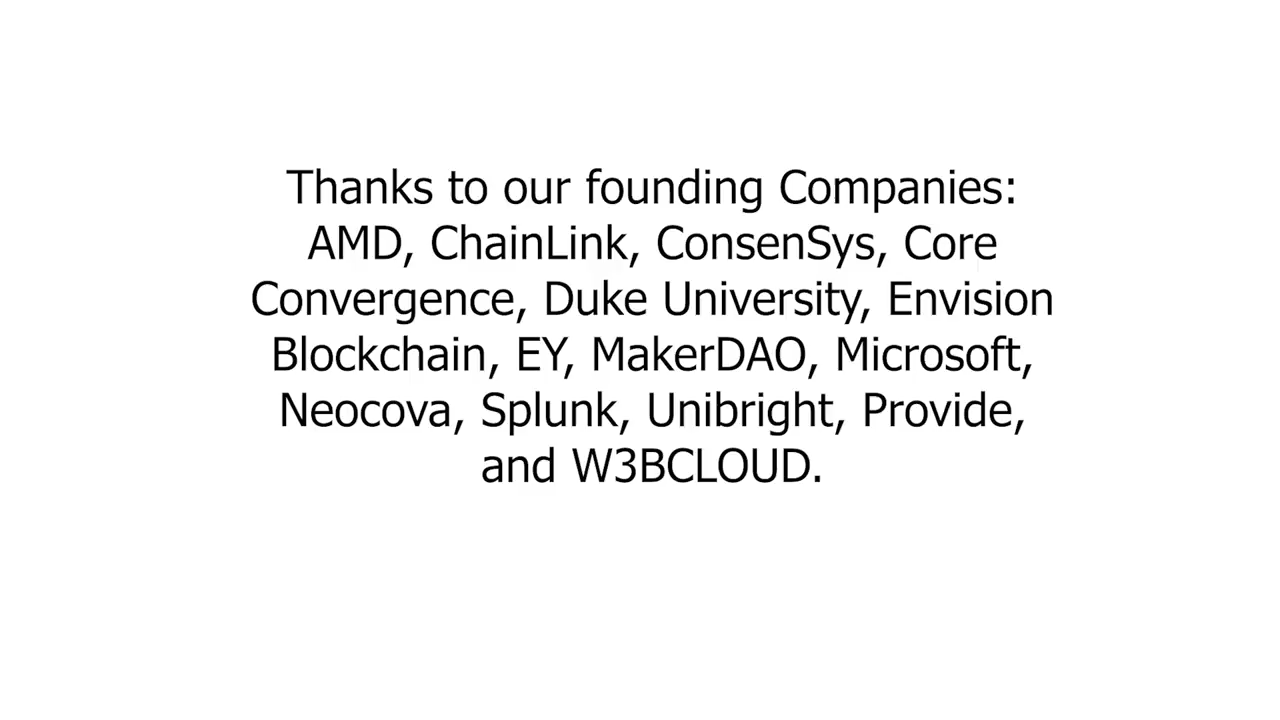 Thanks to our founding Companies:
AMD, ChainLink, ConsenSys, Core
Convergence, Duke University, Envision
Blockchain, EY, MakerDAO, Microsoft,
Neocova, Splunk, Unibright, Provide,
and W3BCLOUD.